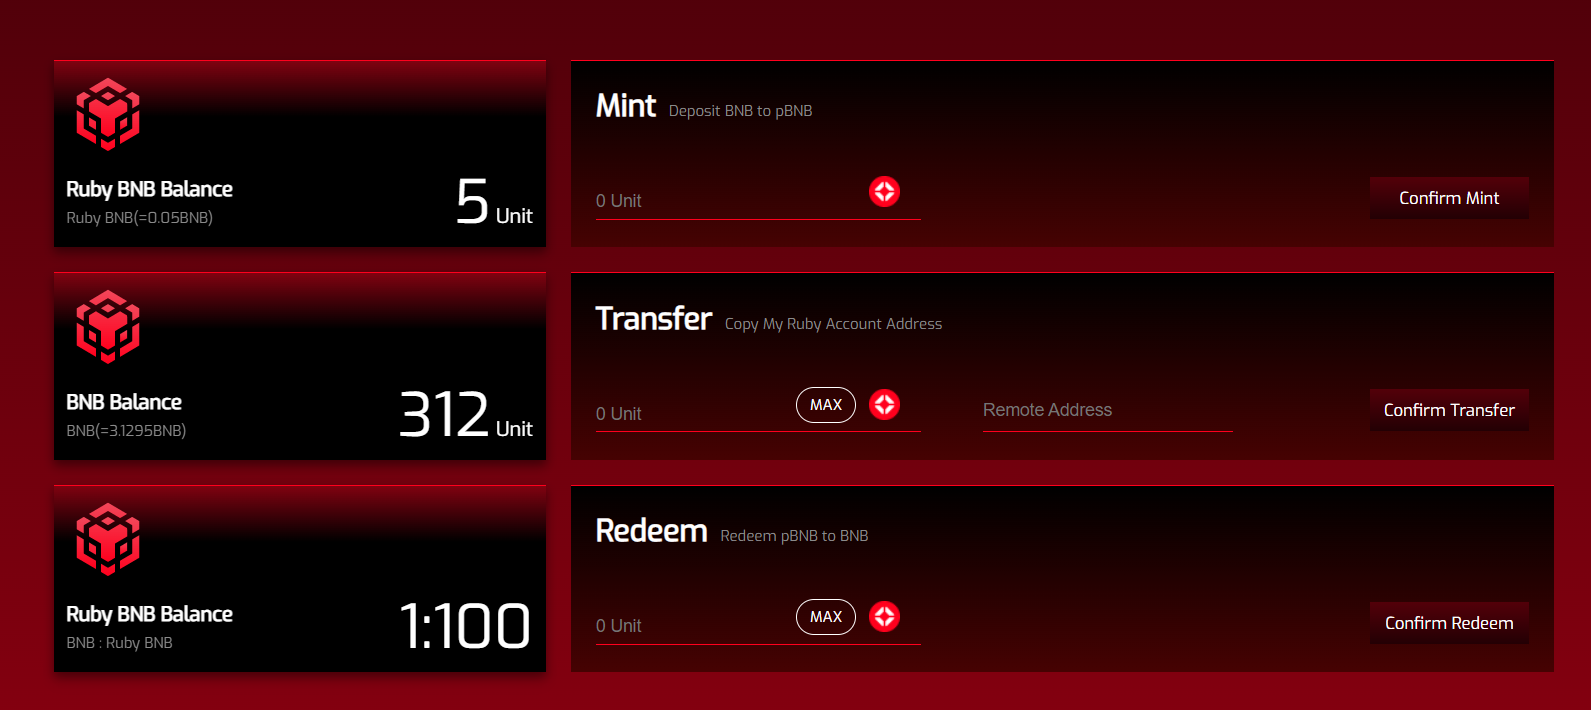 Ruby BNB Balance
Ruby BNB(=0.05BNB)
5 Unit
Mint Deposit BNB to pBNB
0 Unit
Confirm Mint
BNB Balance
BNB(=3.1295BNB)
312 Unit
Transfer Copy My Ruby Account Address
0 Unit
MAX
Remote Address
Confirm Transfer
Ruby BNB Balance
BNB : Ruby BNB
1:100
Redeem Redeem pBNB to BNB
0 Unit
MAX
Confirm Redeem